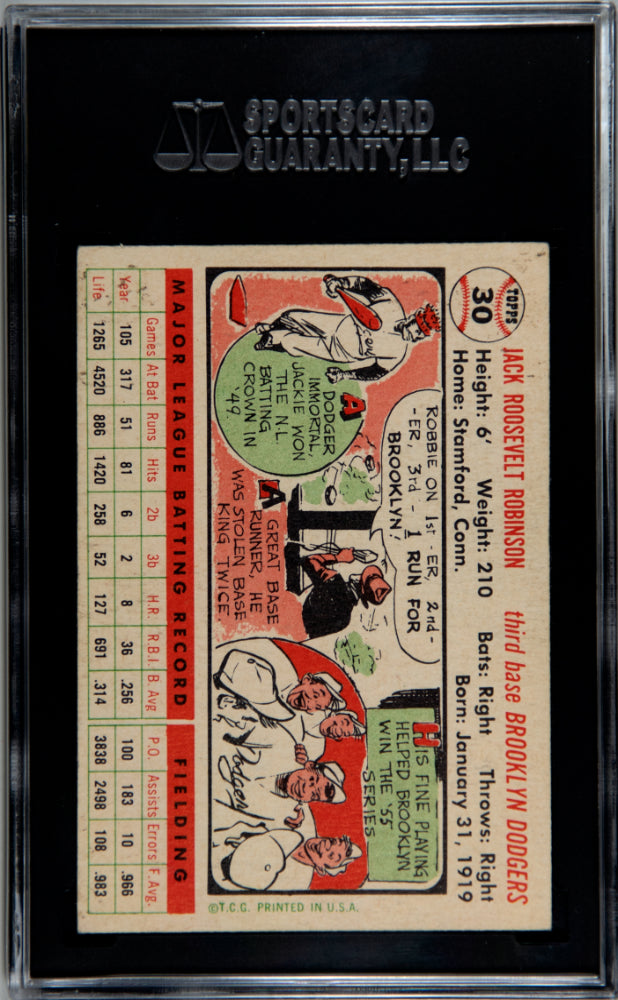 SPORTSCARD
GUARANTY, LLC
TOPPS
30
JACK ROOSEVELT ROBINSON third base BROOKLYN DODGERS
Height: 6' Weight: 210 Bats: Right Throws: Right
Home: Stamford, Conn. Born: January 31, 1919
DODGER
IMMORTAL,
JACKIE WON
THE N.L.
BATTING
CROWN IN
'49.
ROBBIE ON 1st-ER, 2nd-
-ER, 3rd - 1 RUN FOR
BROOKLYN!
A GREAT BASE
RUNNER, HE
WAS STOLEN BASE
KING TWICE
HIS FINE PLAYING
HELPED BROOKLYN
WIN THE '55
SERIES
Dodgers
MAJOR LEAGUE BATTING RECORD FIELDING
Games At Bat Runs Hits 2b 3b H.R. R.B.I. B. Avg P.O. Assists Errors F. Avg.
Year 105 317 51 81 6 2 8 36 .256 100 183 10 .966
Life 1265 4520 886 1420 258 52 127 691 .314 3838 2498 108 .983
©T.C.G. PRINTED IN U.S.A.